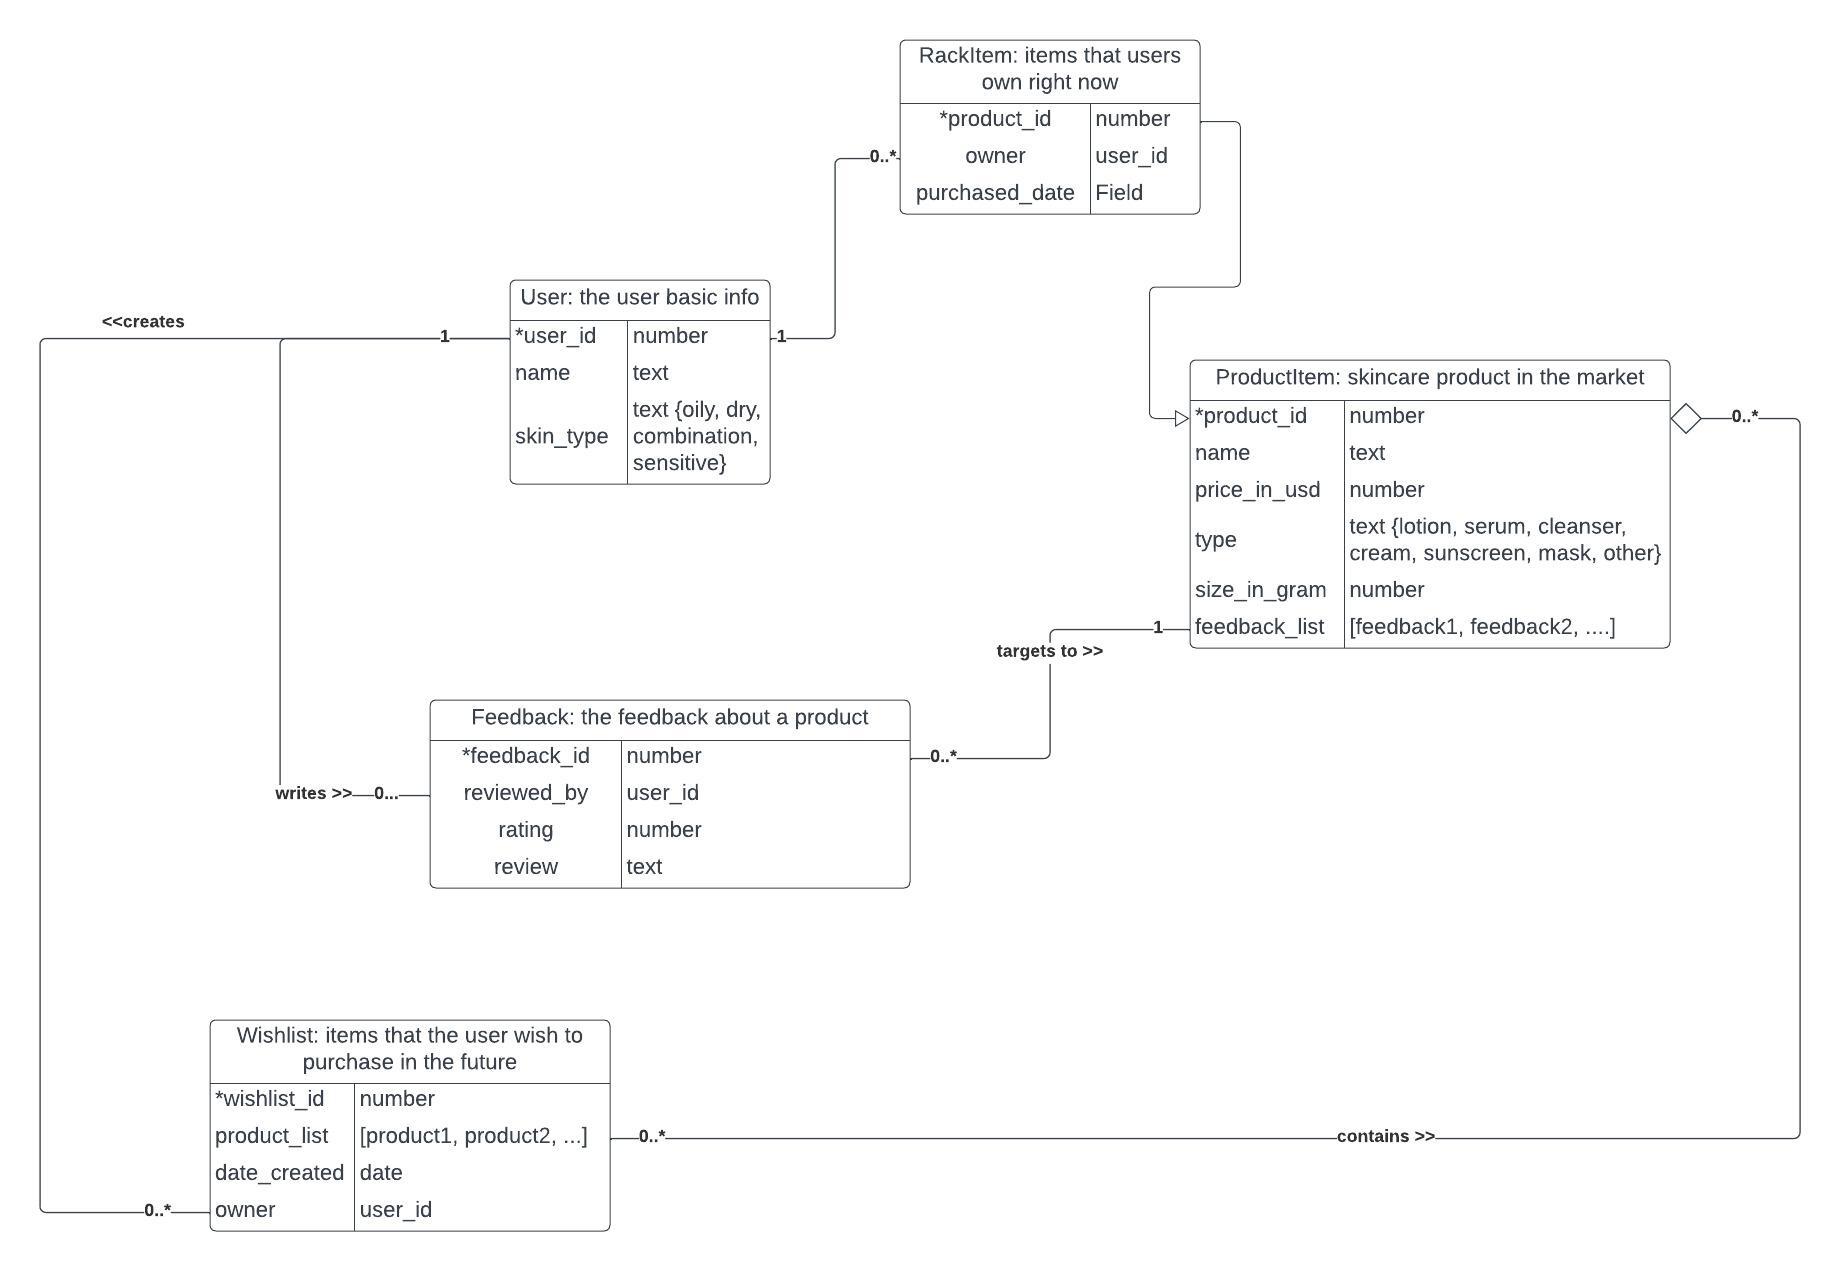 RackItem: items that users
own right now
*product_id number
owner user_id
purchased_date Field
0..*
User: the user basic info
*user_id number
name text
skin_type text {oily, dry,
combination,
sensitive}
<<creates
1
1
ProductItem: skincare product in the market
*product_id number
name text
price_in_usd number
type text {lotion, serum, cleanser,
cream, sunscreen, mask, other}
size_in_gram number
feedback_list [feedback1, feedback2, ....]
0..*
1
targets to >>
Feedback: the feedback about a product
*feedback_id number
reviewed_by user_id
rating number
review text
0..*
writes >> 0...
Wishlist: items that the user wish to
purchase in the future
*wishlist_id number
product_list [product1, product2, ...]
date_created date
owner user_id
0..*
contains >>
0..*